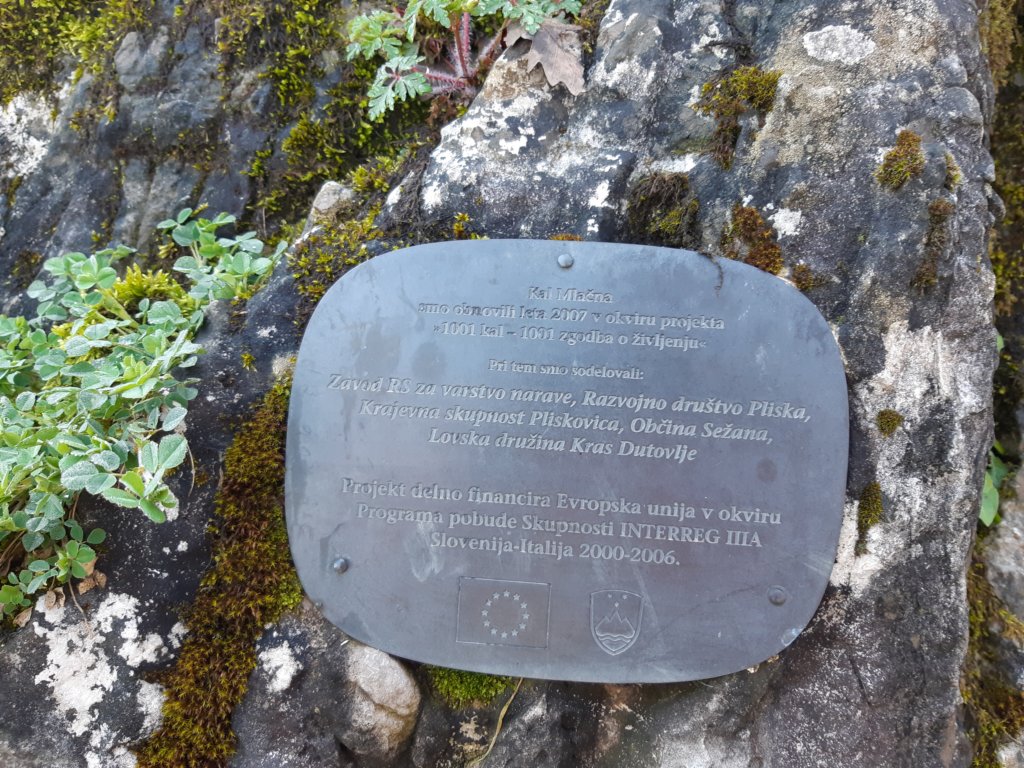 Kal Mlačna
smo obnovili leta 2007 v okviru projekta
»1001 kal – 1001 zgodba o življenju«
Pri tem smo sodelovali:
Zavod RS za varstvo narave, Razvojno društvo Pliska,
Krajevna skupnost Pliskovica, Občina Sežana,
Lovska družina Kras Dutovlje
Projekt delno financira Evropska unija v okviru
Programa pobude Skupnosti INTERREG IIIA
Slovenija-Italija 2000-2006.